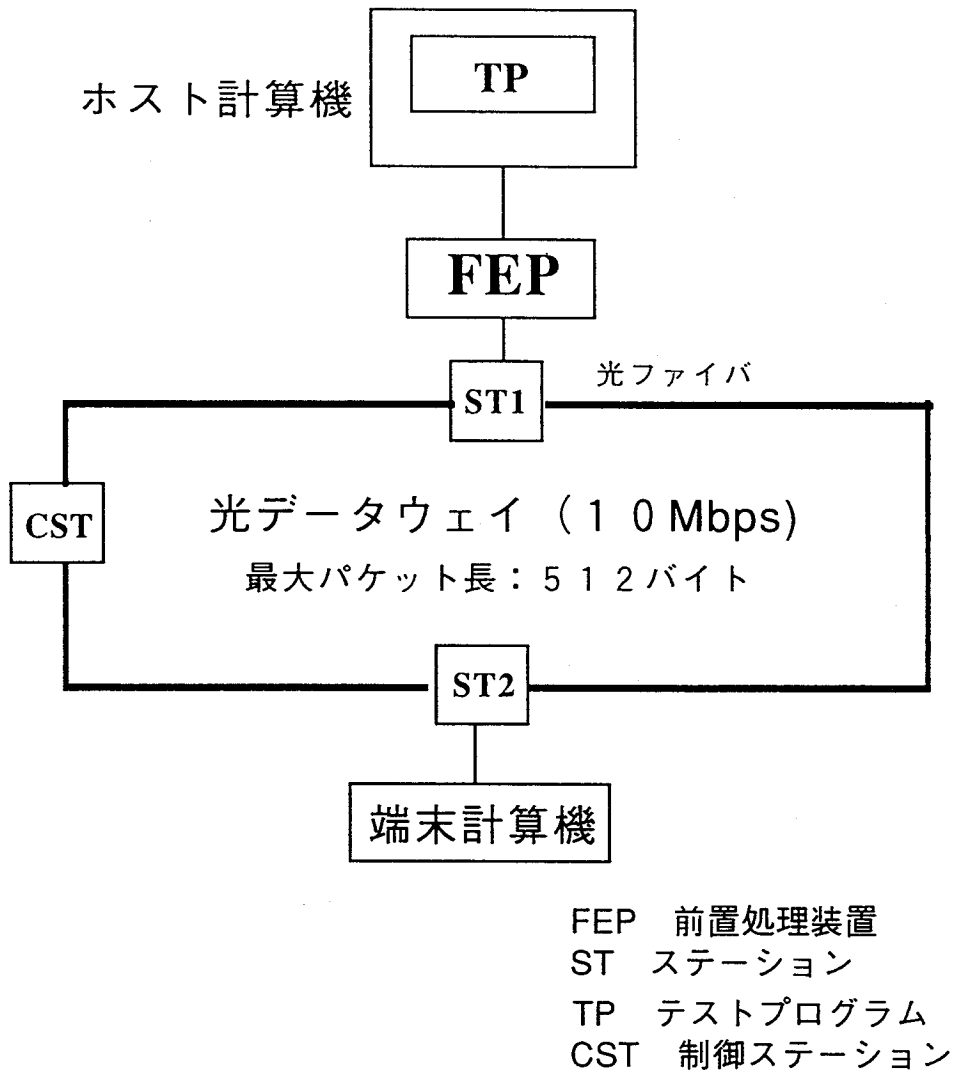 TP
ホスト計算機
FEP
光ファイバ
ST1
CST
光データウェイ（１０Mbps)
最大パケット長：５１２バイト
ST2
端末計算機
FEP　前置処理装置
ST　ステーション
TP　テストプログラム
CST　制御ステーション